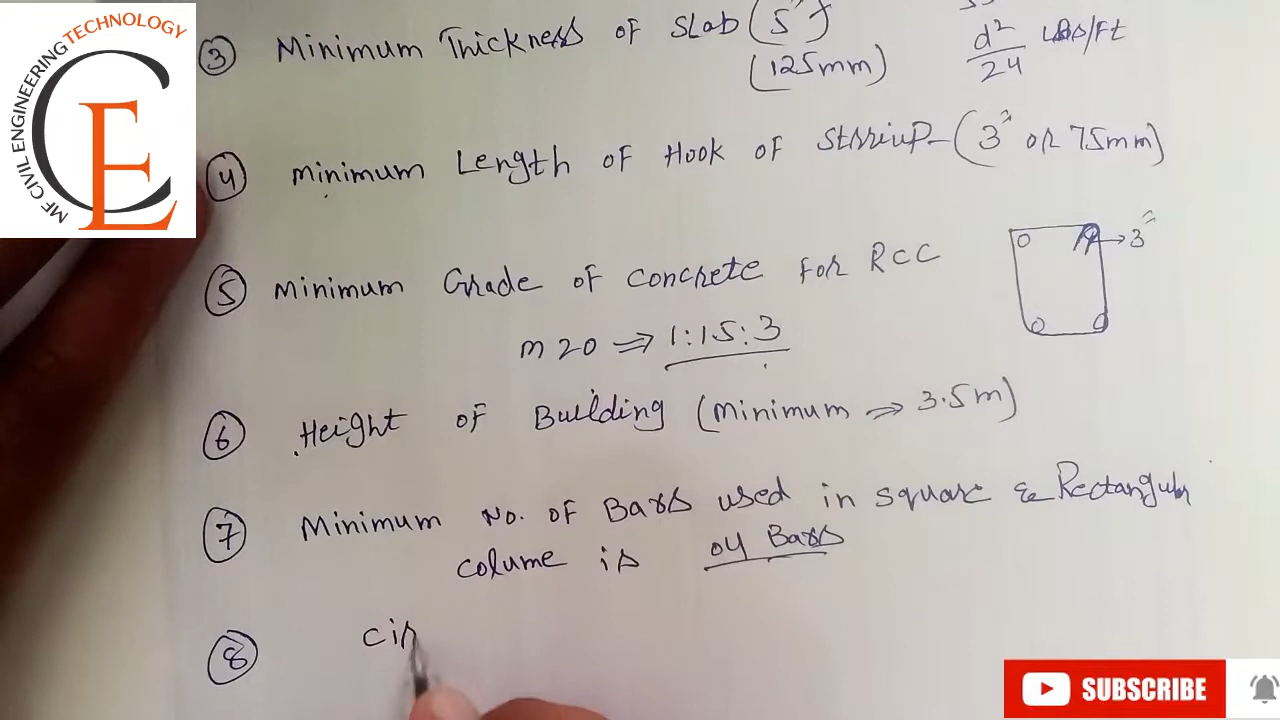 MF CIVIL ENGINEERING TECHNOLOGY
CE
③ Minimum Thickness of Slab (5")
(125mm)
d²/24 Lbs/Ft
④ minimum Length of Hook of Stirrup - (3" or 75mm)
3"
⑤ Minimum Grade of concrete for RCC
m20 ⇒ 1:1.5:3
⑥ Height of Building (minimum ⇒ 3.5m)
⑦ Minimum No. of Bars used in square & Rectangular
colume is 04 Bars
⑧ cir
SUBSCRIBE